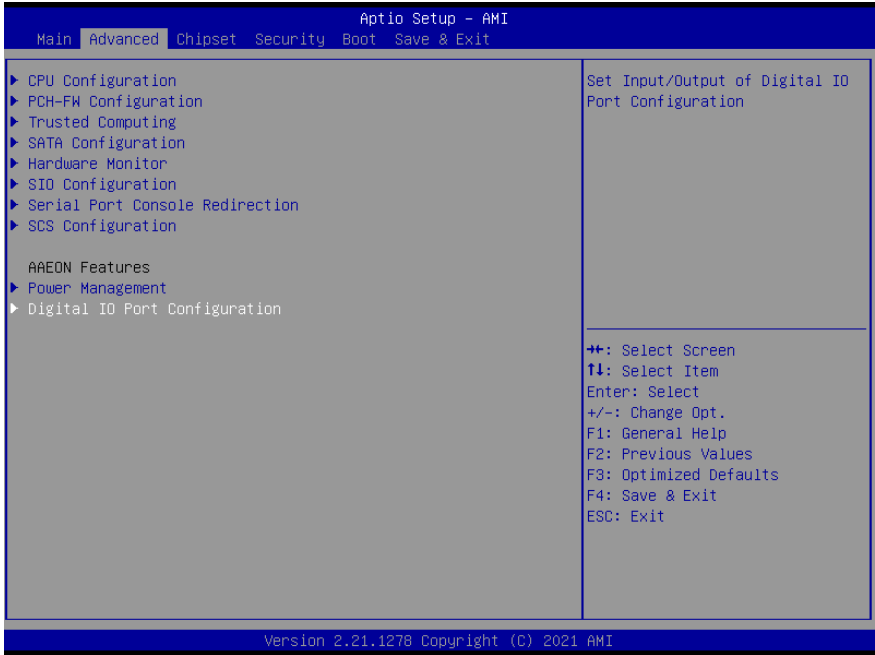 Aptio Setup – AMI
Main Advanced Chipset Security Boot Save & Exit
▶ CPU Configuration
▶ PCH-FW Configuration
▶ Trusted Computing
▶ SATA Configuration
▶ Hardware Monitor
▶ SIO Configuration
▶ Serial Port Console Redirection
▶ SCS Configuration
AAEON Features
▶ Power Management
▶ Digital IO Port Configuration
Set Input/Output of Digital IO
Port Configuration
→←: Select Screen
↑↓: Select Item
Enter: Select
+/-: Change Opt.
F1: General Help
F2: Previous Values
F3: Optimized Defaults
F4: Save & Exit
ESC: Exit
Version 2.21.1278 Copyright (C) 2021 AMI